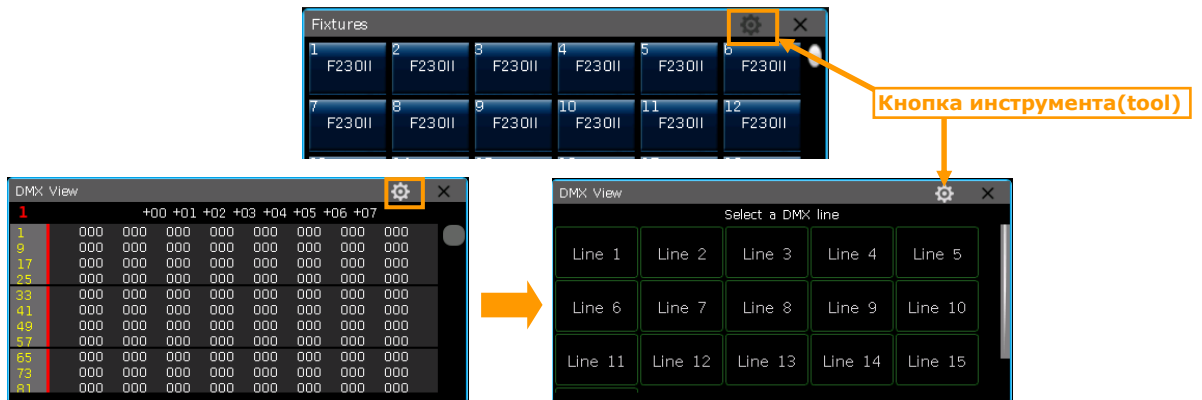 Fixtures
1 2 3 4 5 6
F230II F230II F230II F230II F230II F230II
7 8 9 10 11 12
F230II F230II F230II F230II F230II F230II
Кнопка инструмента(tool)
DMX View
1 +00 +01 +02 +03 +04 +05 +06 +07
1 000 000 000 000 000 000 000 000
9 000 000 000 000 000 000 000 000
17 000 000 000 000 000 000 000 000
25 000 000 000 000 000 000 000 000
33 000 000 000 000 000 000 000 000
41 000 000 000 000 000 000 000 000
49 000 000 000 000 000 000 000 000
57 000 000 000 000 000 000 000 000
65 000 000 000 000 000 000 000 000
73 000 000 000 000 000 000 000 000
81 000 000 000 000 000 000 000 000
DMX View
Select a DMX line
Line 1 Line 2 Line 3 Line 4 Line 5
Line 6 Line 7 Line 8 Line 9 Line 10
Line 11 Line 12 Line 13 Line 14 Line 15